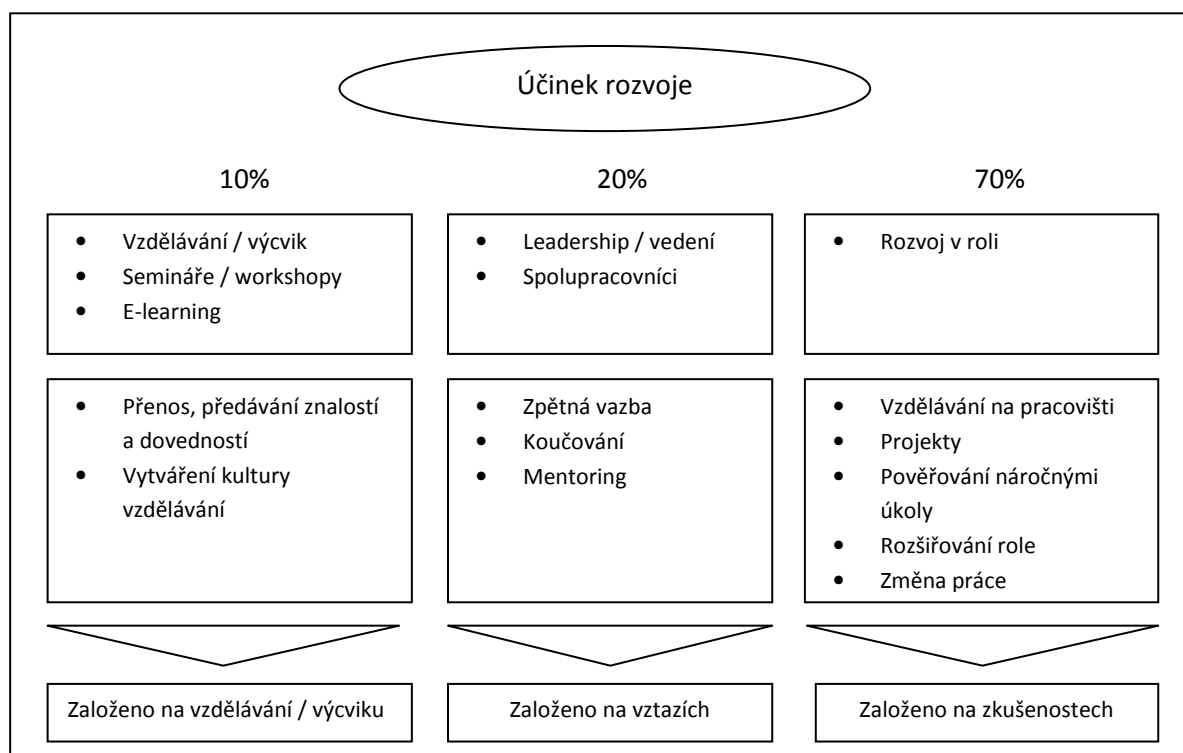 Účinek rozvoje
10%
20%
70%
• Vzdělávání / výcvik
• Semináře / workshopy
• E-learning
• Leadership / vedení
• Spolupracovníci
• Rozvoj v roli
• Přenos, předávání znalostí
a dovedností
• Vytváření kultury
vzdělávání
• Zpětná vazba
• Koučování
• Mentoring
• Vzdělávání na pracovišti
• Projekty
• Pověřování náročnými
úkoly
• Rozšiřování role
• Změna práce
Založeno na vzdělávání / výcviku
Založeno na vztazích
Založeno na zkušenostech